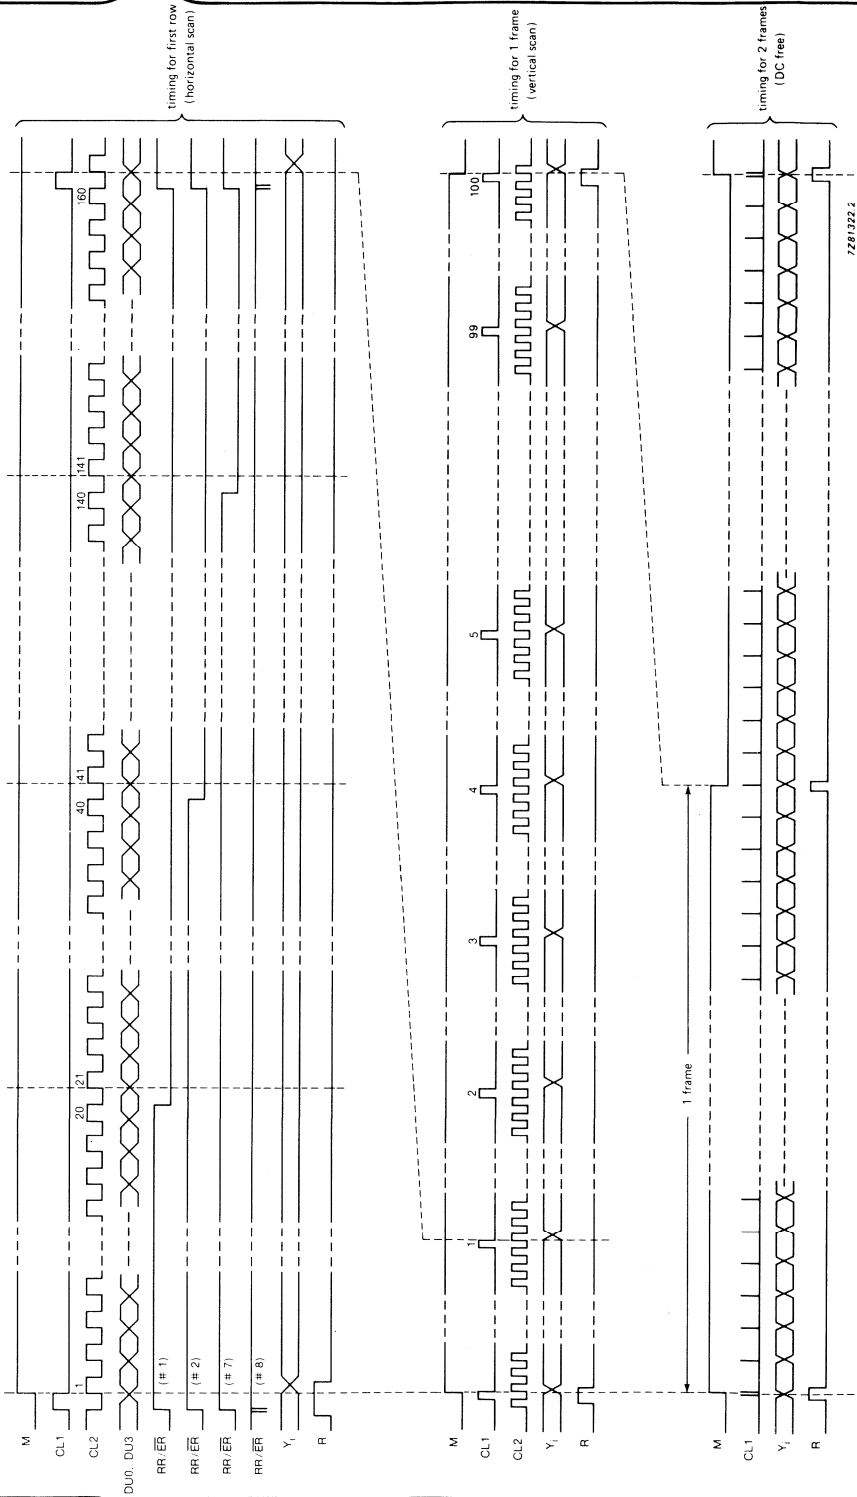 timing for first row
(horizontal scan)
M
CL1
CL2
DU0.. DU3
RR/ER
RR/ER
RR/ER
RR/ER
Yi
R
(# 1)
(# 2)
(# 7)
(# 8)
1
20
21
40
41
140
141
160
timing for 1 frame
(vertical scan)
M
CL1
CL2
Yi
R
1
2
3
4
5
99
100
timing for 2 frames
(DC free)
M
CL1
Yi
R
1 frame
7Z81322.2